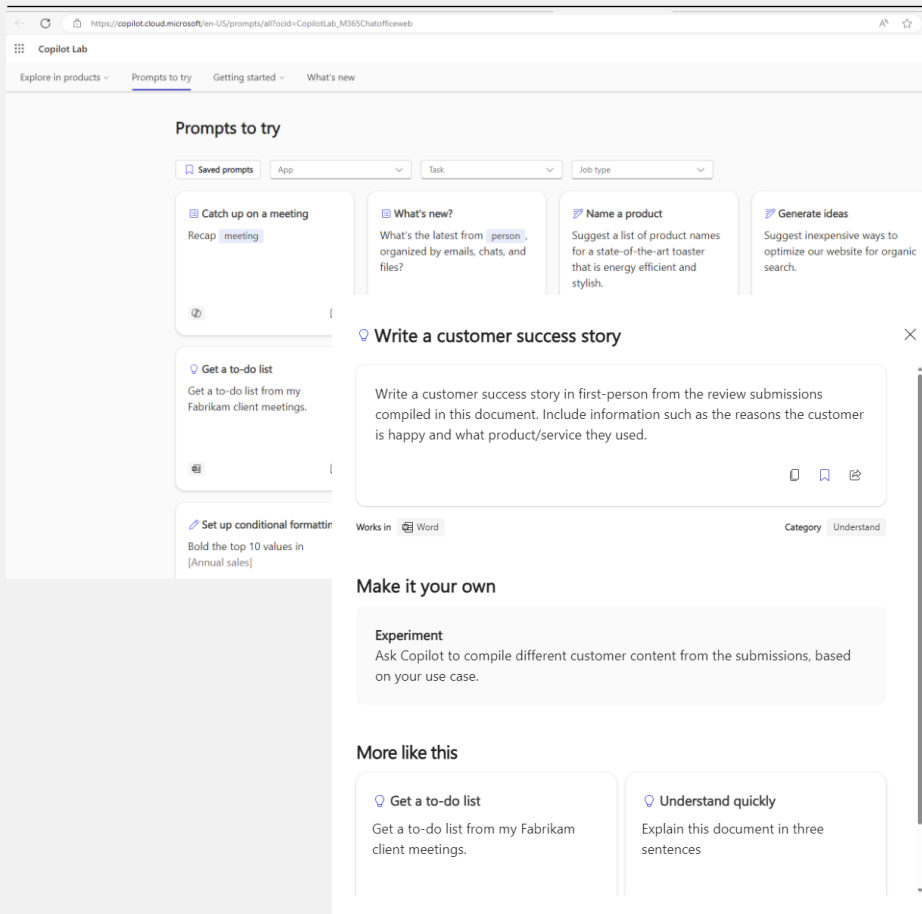 https://copilot.cloud.microsoft/en-US/prompts/all?ocid=CopilotLab_M365Chatofficeweb
Copilot Lab
Explore in products
Prompts to try
Getting started
What's new
Prompts to try
Saved prompts
App
Task
Job type
Catch up on a meeting
Recap meeting
What's new?
What's the latest from person ,
organized by emails, chats, and
files?
Name a product
Suggest a list of product names
for a state-of-the-art toaster
that is energy efficient and
stylish.
Generate ideas
Suggest inexpensive ways to
optimize our website for organic
search.
Get a to-do list
Get a to-do list from my
Fabrikam client meetings.
Set up conditional formattin
Bold the top 10 values in
[Annual sales]
Write a customer success story
Write a customer success story in first-person from the review submissions
compiled in this document. Include information such as the reasons the customer
is happy and what product/service they used.
Works in Word
Category Understand
Make it your own
Experiment
Ask Copilot to compile different customer content from the submissions, based
on your use case.
More like this
Get a to-do list
Get a to-do list from my Fabrikam
client meetings.
Understand quickly
Explain this document in three
sentences